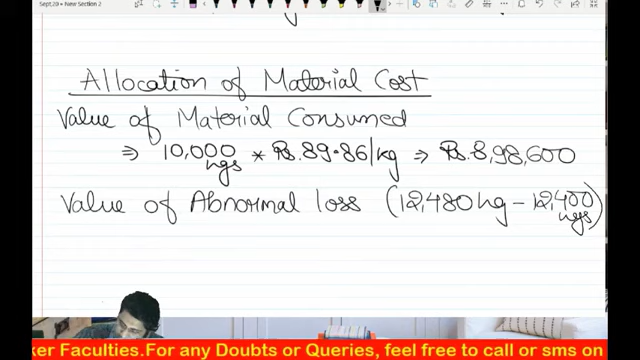 Sept,20 + New Section 2
Allocation of Material Cost
Value of Material Consumed
⇒ 10,000 kgs * Rs.89.86/kg ⇒ Rs.8,98,600
Value of Abnormal loss (12,480 kg - 12,400 kgs)
ker Faculties.For any Doubts or Queries, feel free to call or sms on